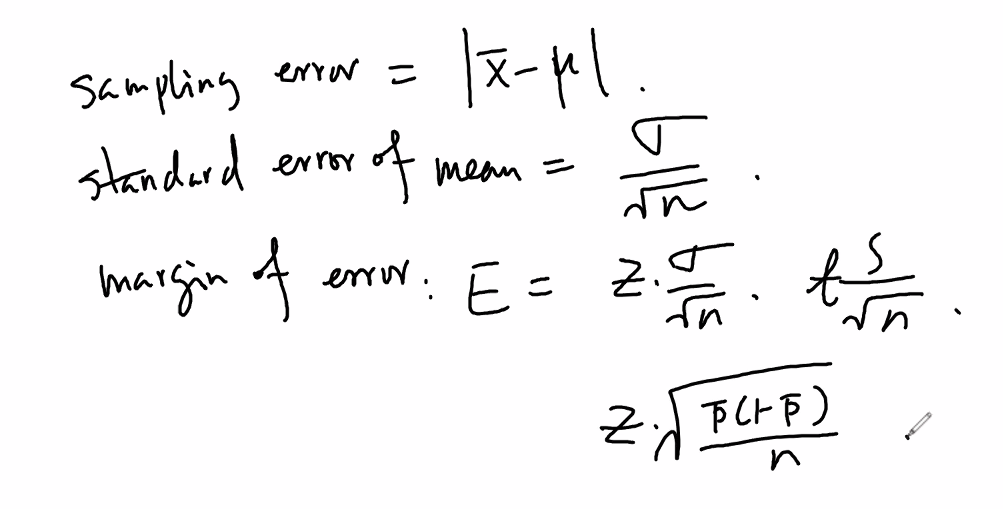 sampling error = |x̄ - μ|.
standard error of mean = σ/√n.
margin of error: E = z·σ/√n. t s/√n.
z·√(p̄(1-p̄)/n)